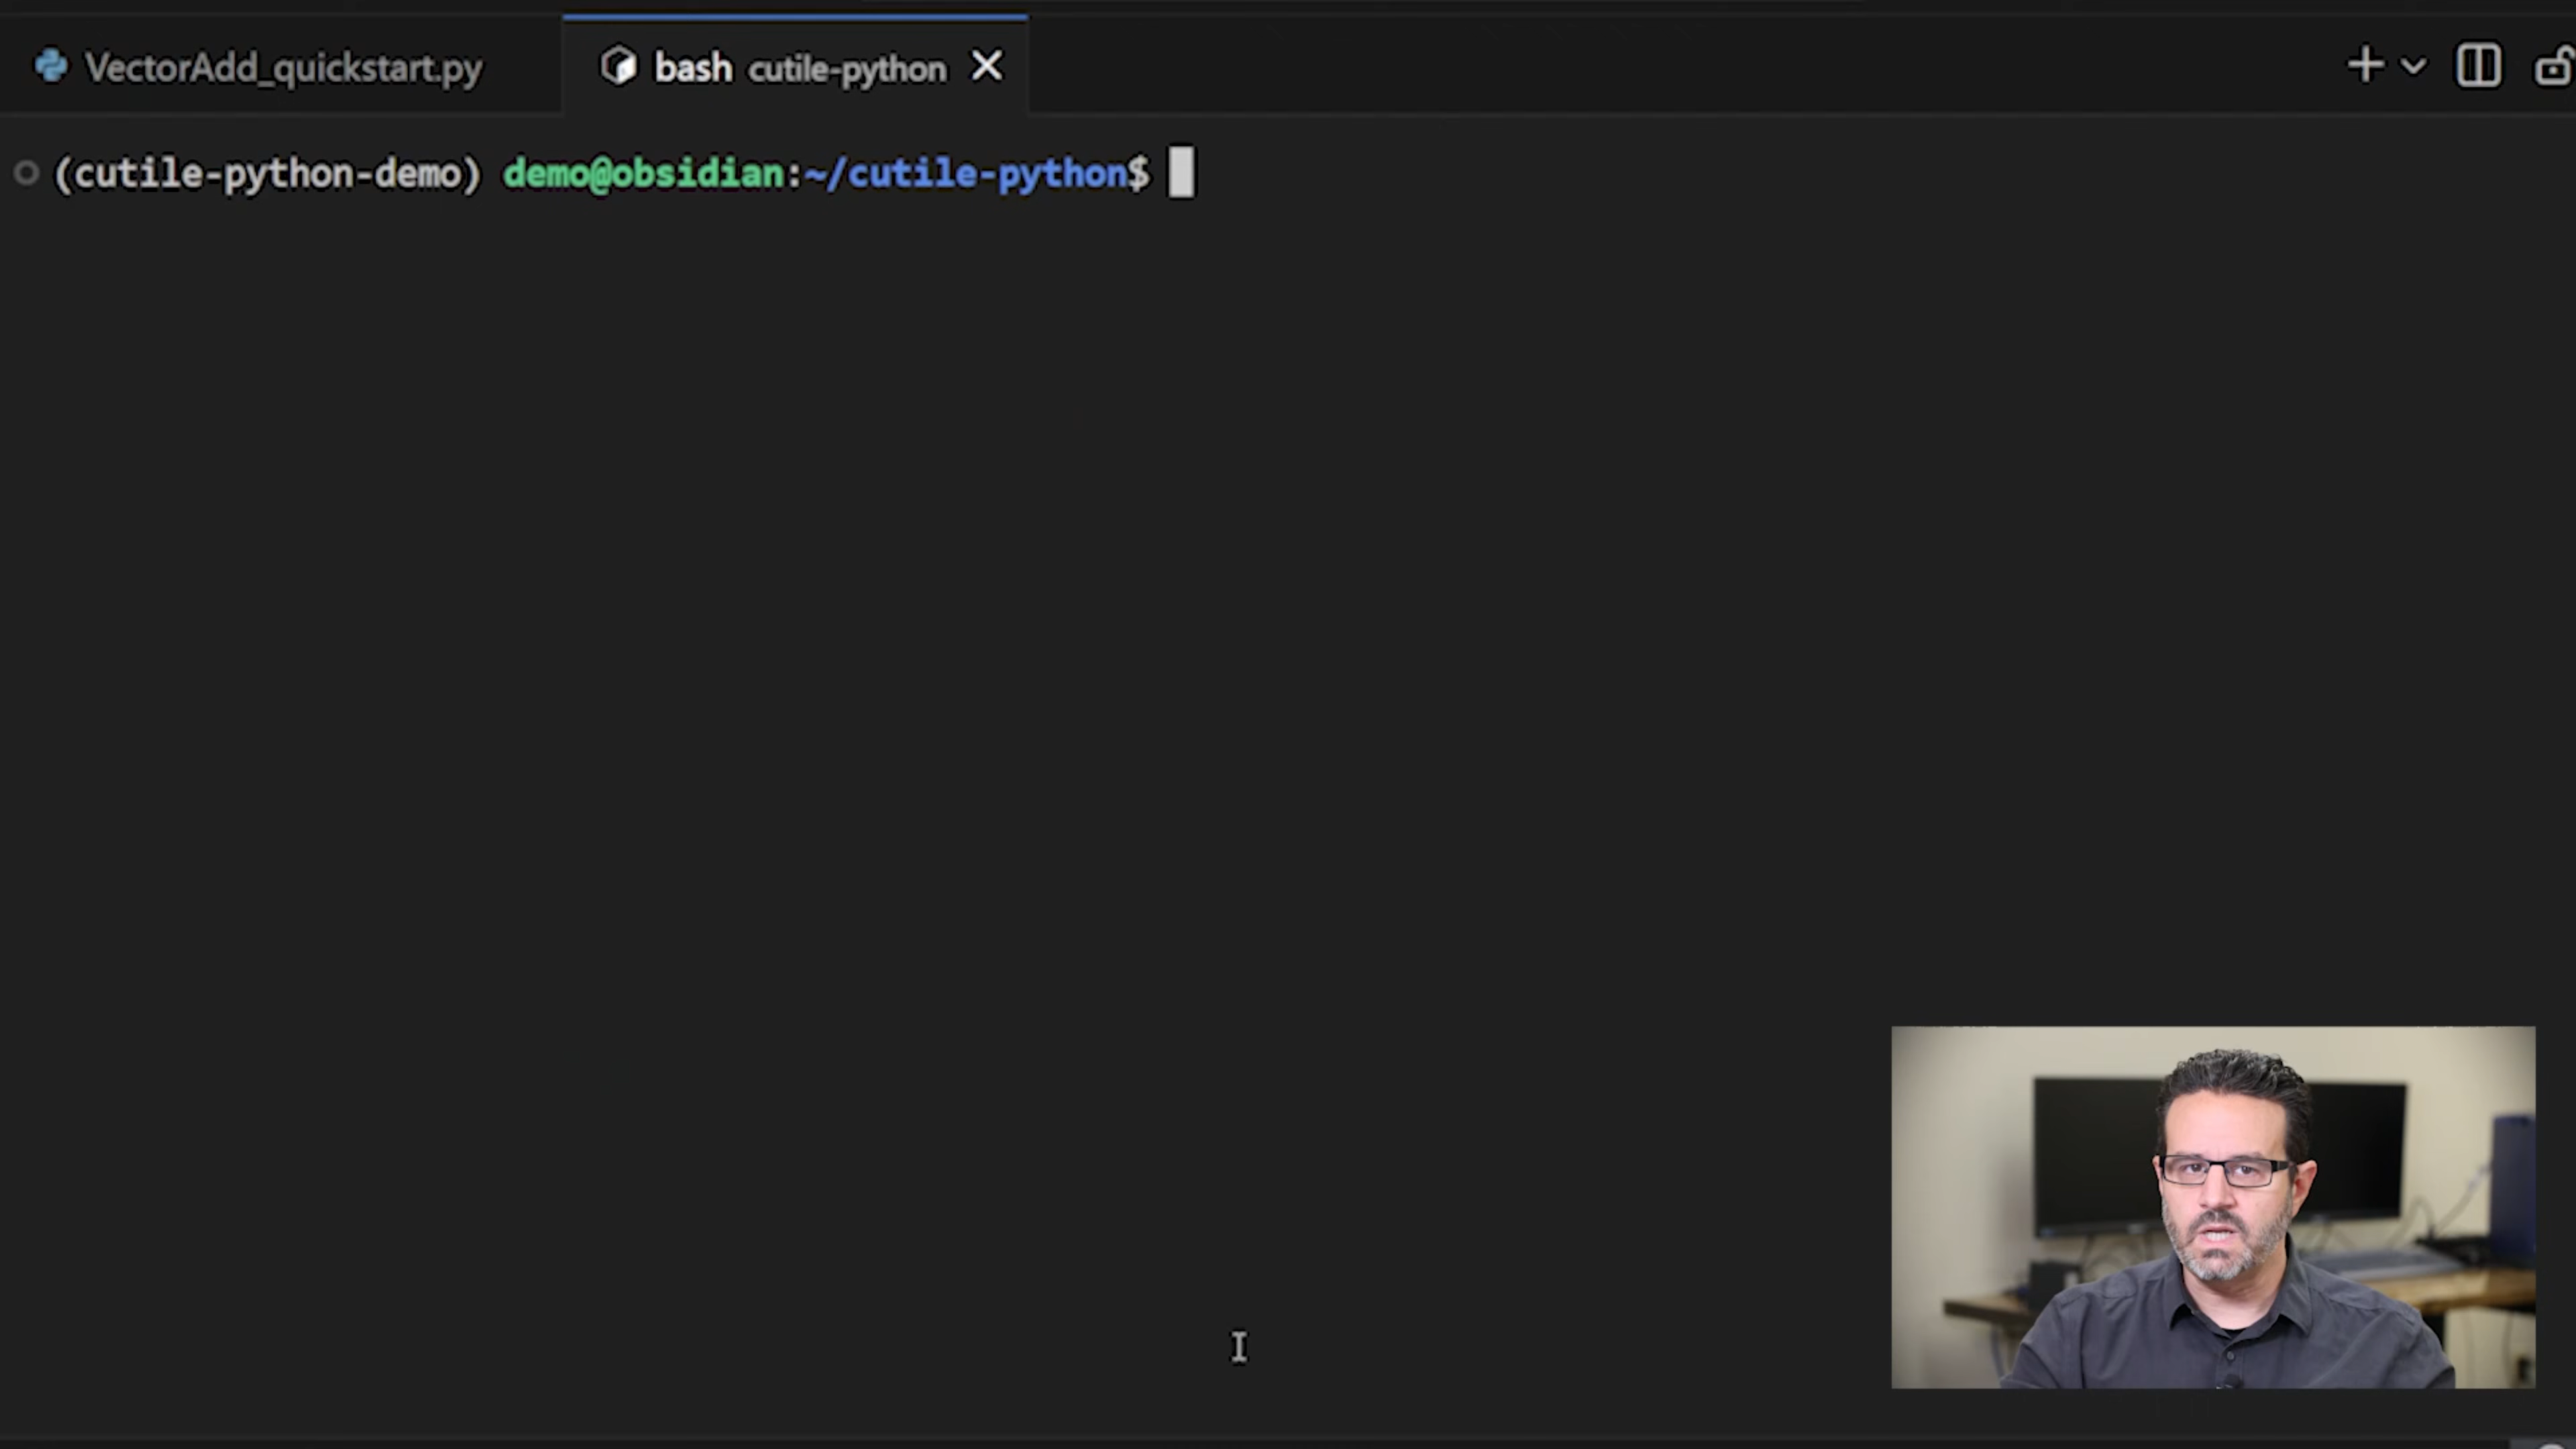 VectorAdd_quickstart.py
bash cutile-python
(cutile-python-demo) demo@obsidian:~/cutile-python$